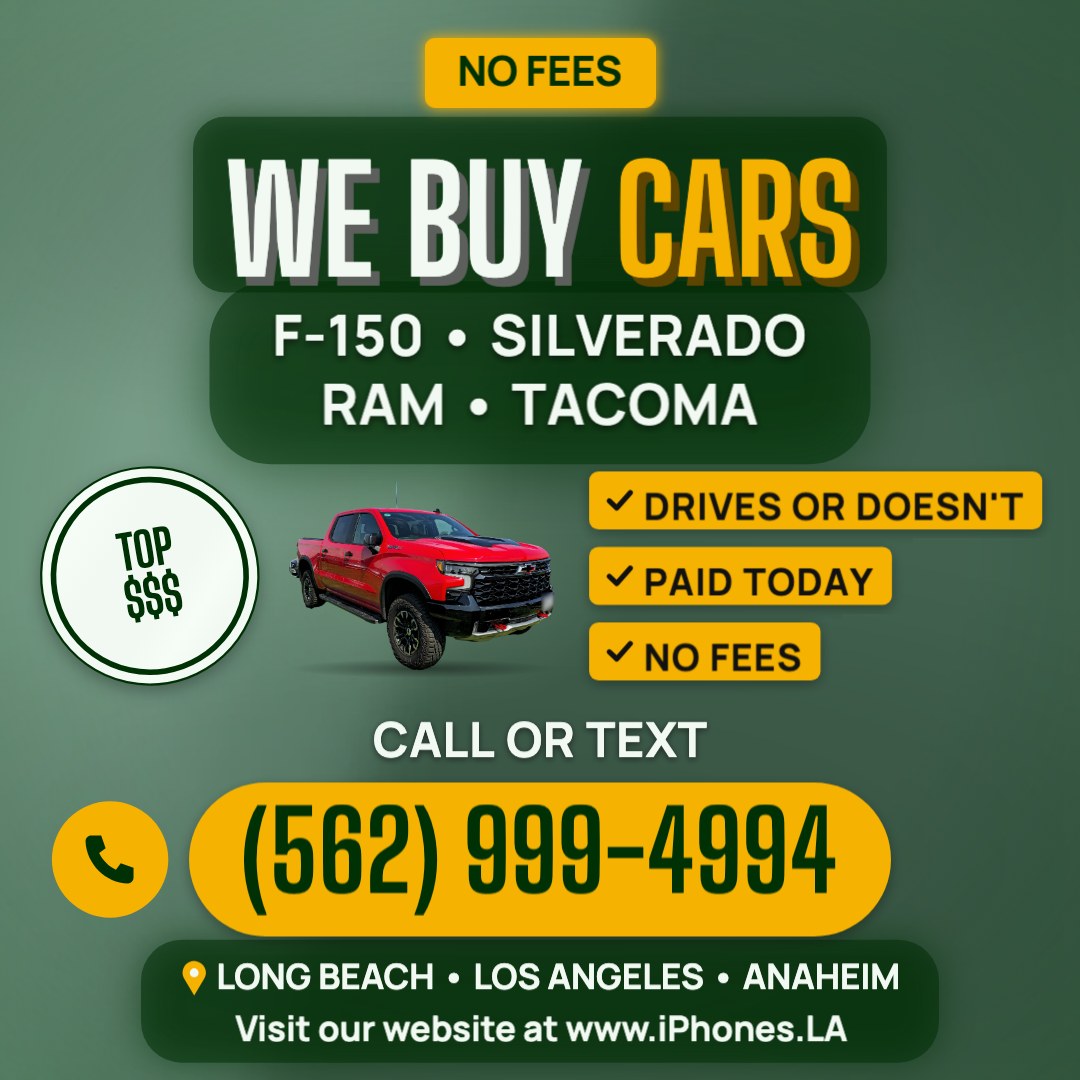 NO FEES
WE BUY CARS
F-150 • SILVERADO
RAM • TACOMA
TOP
$$$
✓ DRIVES OR DOESN'T
✓ PAID TODAY
✓ NO FEES
CALL OR TEXT
(562) 999-4994
LONG BEACH • LOS ANGELES • ANAHEIM
Visit our website at www.iPhones.LA